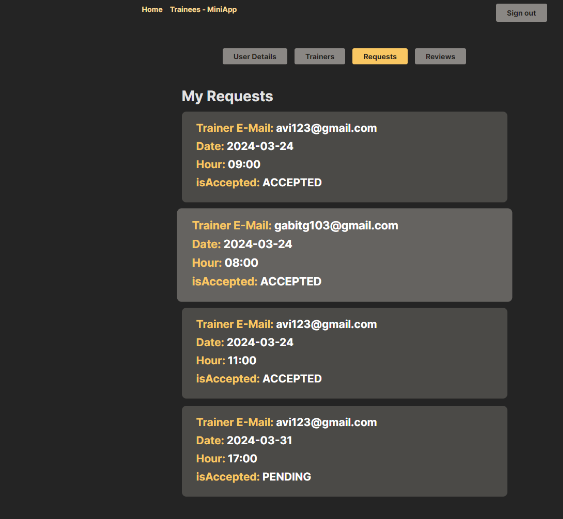 Home Trainees - MiniApp Sign out
User Details Trainers Requests Reviews
My Requests
Trainer E-Mail: avi123@gmail.com
Date: 2024-03-24
Hour: 09:00
isAccepted: ACCEPTED
Trainer E-Mail: gabitg103@gmail.com
Date: 2024-03-24
Hour: 08:00
isAccepted: ACCEPTED
Trainer E-Mail: avi123@gmail.com
Date: 2024-03-24
Hour: 11:00
isAccepted: ACCEPTED
Trainer E-Mail: avi123@gmail.com
Date: 2024-03-31
Hour: 17:00
isAccepted: PENDING